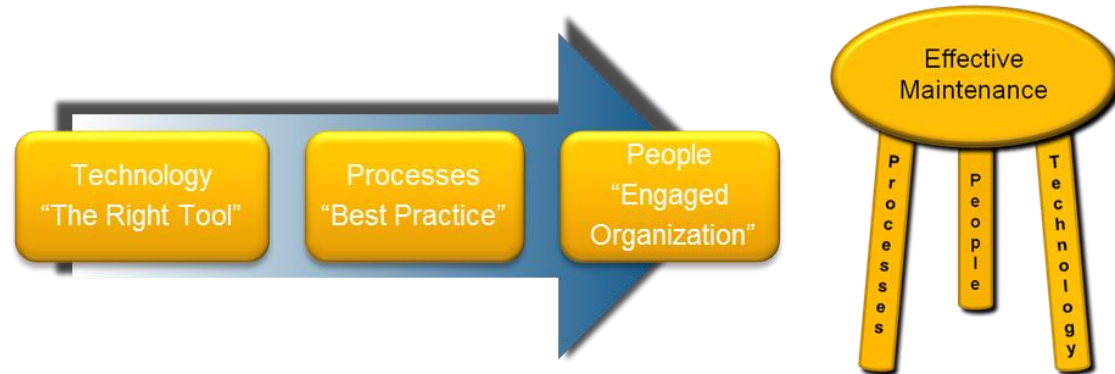 Technology
“The Right Tool”
Processes
“Best Practice”
People
“Engaged
Organization”
Effective
Maintenance
Processes
People
Technology